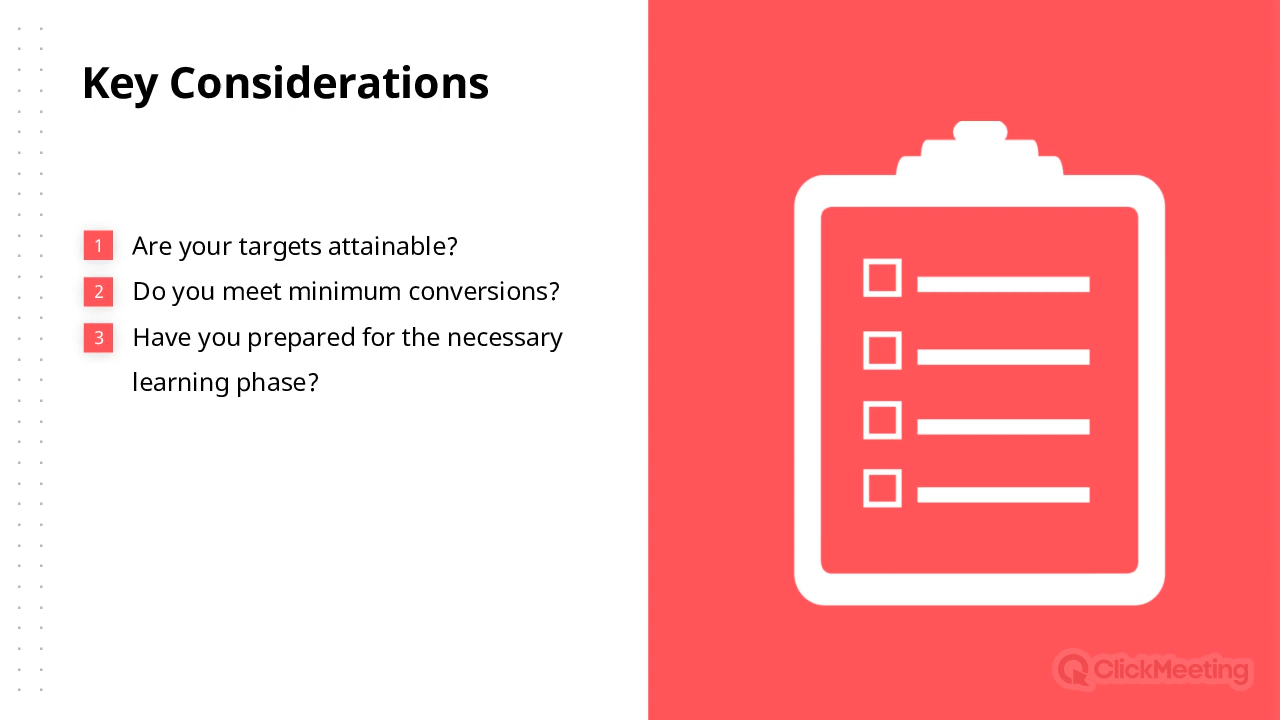 Key Considerations
1 Are your targets attainable?
2 Do you meet minimum conversions?
3 Have you prepared for the necessary
learning phase?
ClickMeeting